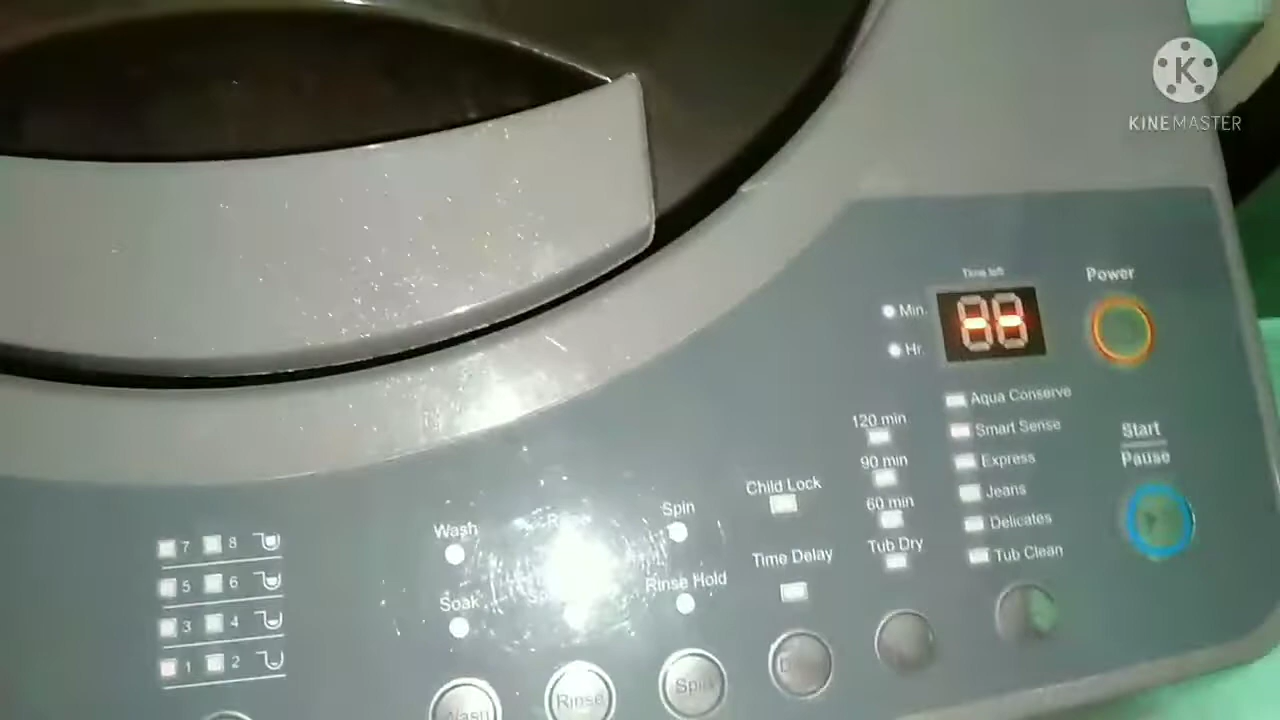 K
KINEMASTER
Time left
Power
Min.
Hr.
Aqua Conserve
120 min
Smart Sense
Start
Pause
90 min
Express
Child Lock
Jeans
60 min
Spin
Delicates
Wash
Tub Dry
Time Delay
Tub Clean
7 8
5 6
3 4
1 2
Rinse Hold
Soak
Wash
Rinse
Spin